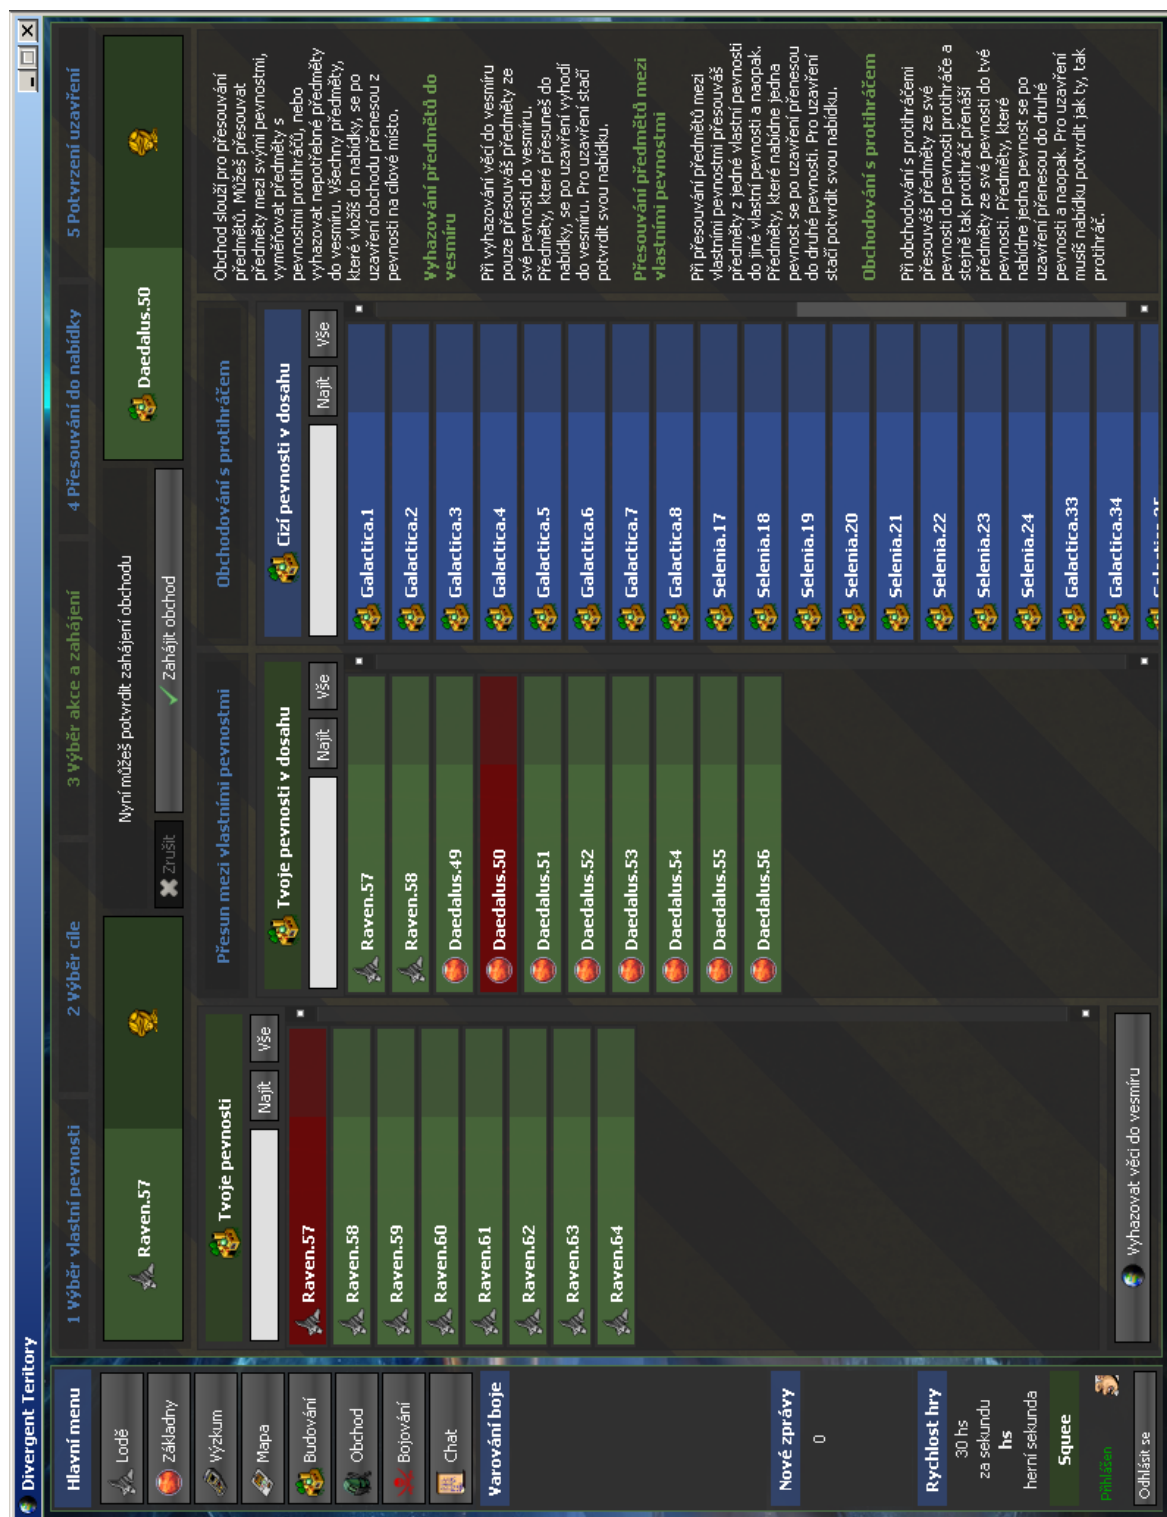 Divergent Teritory
Hlavní menu
Lodě
Základny
Výzkum
Mapa
Budování
Obchod
Bojování
Chat
Varování boje
Nové zprávy
0
Rychlost hry
30 hs
za sekundu
hs
herní sekunda
Squee
Přihlášen
Odhlásit se
1 Výběr vlastní pevnosti
2 Výběr cíle
3 Výběr akce a zahájení
4 Přesouvání do nabídky
5 Potvrzení uzavření
Raven.57
Nyní můžeš potvrdit zahájení obchodu
Zrušit
Zahájit obchod
Daedalus.50
Tvoje pevnosti
Najít
Vše
Raven.57
Raven.58
Raven.59
Raven.60
Raven.61
Raven.62
Raven.63
Raven.64
Vyhazovat věci do vesmíru
Přesun mezi vlastními pevnostmi
Tvoje pevnosti v dosahu
Najít
Vše
Raven.57
Raven.58
Daedalus.49
Daedalus.50
Daedalus.51
Daedalus.52
Daedalus.53
Daedalus.54
Daedalus.55
Daedalus.56
Obchodování s protihráčem
Cizí pevnosti v dosahu
Najít
Vše
Galactica.1
Galactica.2
Galactica.3
Galactica.4
Galactica.5
Galactica.6
Galactica.7
Galactica.8
Selenia.17
Selenia.18
Selenia.19
Selenia.20
Selenia.21
Selenia.22
Selenia.23
Selenia.24
Galactica.33
Galactica.34
Obchod slouží pro přesouvání
předmětů. Můžeš přesouvat
předměty mezi svými pevnostmi,
vyměňovat předměty s
pevnostmi protihráčů, nebo
vyhazovat nepotřebné předměty
do vesmíru. Všechny předměty,
které vložíš do nabídky, se po
uzavření obchodu přenesou z
pevnosti na cílové místo.
Vyhazování předmětů do
vesmíru
Při vyhazování věcí do vesmíru
pouze přesouváš předměty ze
své pevnosti do vesmíru.
Předměty, které přesuneš do
nabídky, se po uzavření vyhodí
do vesmíru. Pro uzavření stačí
potvrdit svou nabídku.
Přesouvání předmětů mezi
vlastními pevnostmi
Při přesouvání předmětů mezi
vlastními pevnostmi přesouváš
předměty z jedné vlastní pevnosti
do jiné vlastní pevnosti a naopak.
Předměty, které nabídne jedna
pevnost se po uzavření přenesou
do druhé pevnosti. Pro uzavření
stačí potvrdit svou nabídku.
Obchodování s protihráčem
Při obchodování s protihráčemi
přesouváš předměty ze své
pevnosti do pevnosti protihráče a
stejně tak protihráč přenáší
předměty ze své pevnosti do tvé
pevnosti. Předměty, které
nabídne jedna pevnost se po
uzavření přenesou do druhé
pevnosti a naopak. Pro uzavření
musíš nabídku potvrdit jak ty, tak
protihráč.